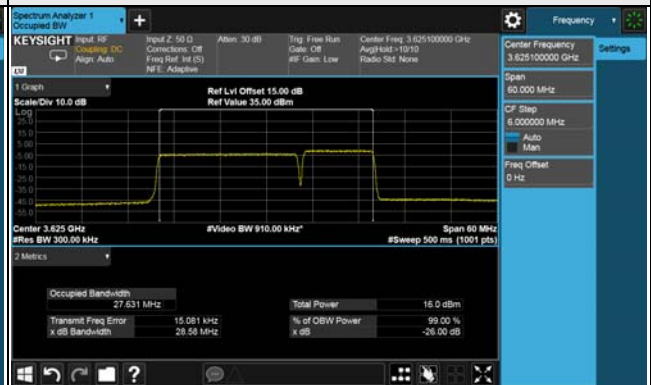 Spectrum Analyzer 1
Occupied BW
Frequency
KEYSIGHT
Input: RF
Coupling: DC
Align: Auto
Input Z: 50 Ω
Corrections: Off
Freq Ref: Int (S)
NFE: Adaptive
Atten: 30 dB
Trig: Free Run
Gate: Off
#IF Gain: Low
Center Freq: 3.625100000 GHz
Avg|Hold:>10/10
Radio Std: None
Center Frequency
3.625100000 GHz
Settings
Span
60.000 MHz
CF Step
6.000000 MHz
Auto
Man
Freq Offset
0 Hz
1 Graph
Scale/Div 10.0 dB
Ref Lvl Offset 15.00 dB
Ref Value 35.00 dBm
Log
25.0
15.0
5.00
-5.00
-15.0
-25.0
-35.0
-45.0
-55.0
Center 3.625 GHz
#Res BW 300.00 kHz
#Video BW 910.00 kHz*
Span 60 MHz
#Sweep 500 ms (1001 pts)
2 Metrics
Occupied Bandwidth
27.631 MHz
Total Power 16.0 dBm
Transmit Freq Error 15.081 kHz
% of OBW Power 99.00 %
x dB Bandwidth 28.58 MHz
x dB -26.00 dB